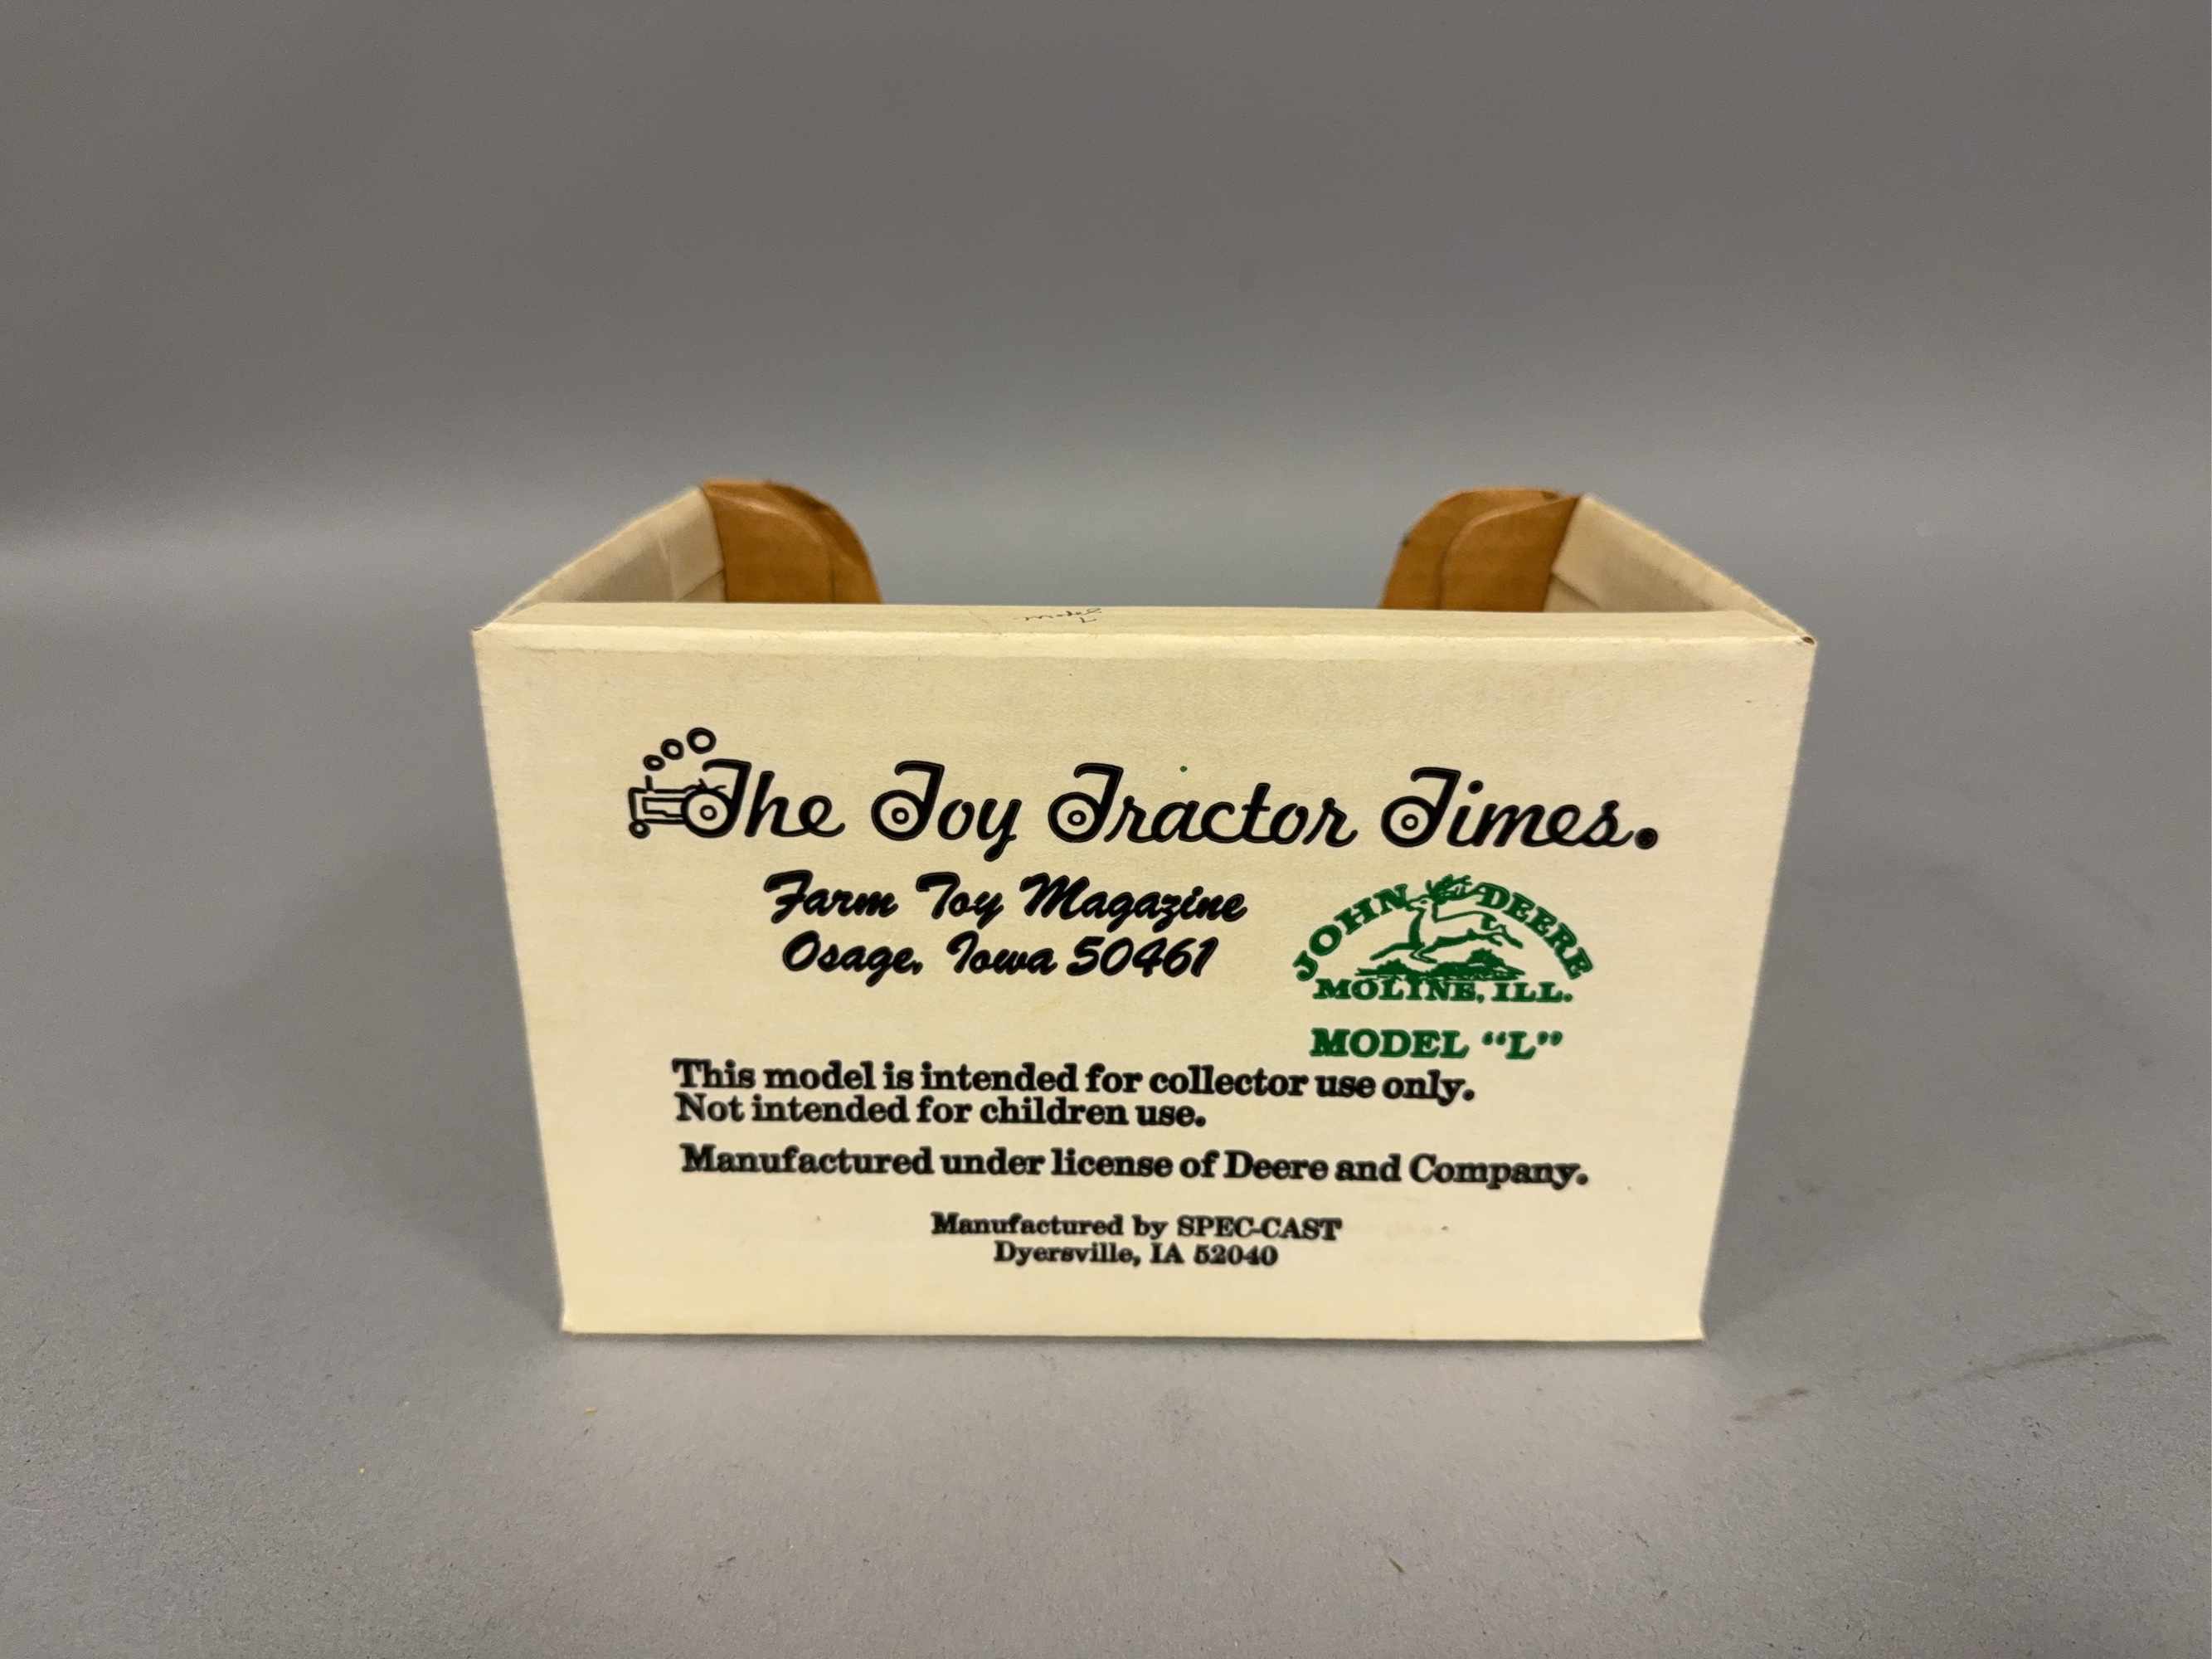 model
L
The Toy Tractor Times.
Farm Toy Magazine
Osage, Iowa 50461
JOHN DEERE
MOLINE, ILL.
MODEL “L”
This model is intended for collector use only.
Not intended for children use.
Manufactured under license of Deere and Company.
Manufactured by SPEC-CAST
Dyersville, IA 52040